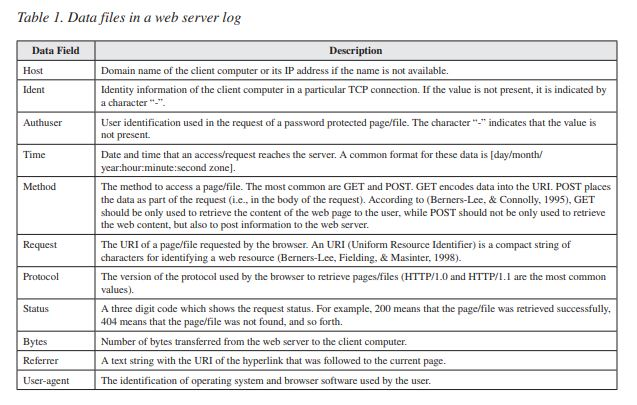 Table 1. Data files in a web server log
Data Field Description
Host Domain name of the client computer or its IP address if the name is not available.
Ident Identity information of the client computer in a particular TCP connection. If the value is not present, it is indicated by
a character “-”.
Authuser User identification used in the request of a password protected page/file. The character “-” indicates that the value is
not present.
Time Date and time that an access/request reaches the server. A common format for these data is [day/month/
year:hour:minute:second zone].
Method The method to access a page/file. The most common are GET and POST. GET encodes data into the URI. POST places
the data as part of the request (i.e., in the body of the request). According to (Berners-Lee, & Connolly, 1995), GET
should be only used to retrieve the content of the web page to the user, while POST should not be only used to retrieve
the web content, but also to post information to the web server.
Request The URI of a page/file requested by the browser. An URI (Uniform Resource Identifier) is a compact string of
characters for identifying a web resource (Berners-Lee, Fielding, & Masinter, 1998).
Protocol The version of the protocol used by the browser to retrieve pages/files (HTTP/1.0 and HTTP/1.1 are the most common
values).
Status A three digit code which shows the request status. For example, 200 means that the page/file was retrieved successfully,
404 means that the page/file was not found, and so forth.
Bytes Number of bytes transferred from the web server to the client computer.
Referrer A text string with the URI of the hyperlink that was followed to the current page.
User-agent The identification of operating system and browser software used by the user.